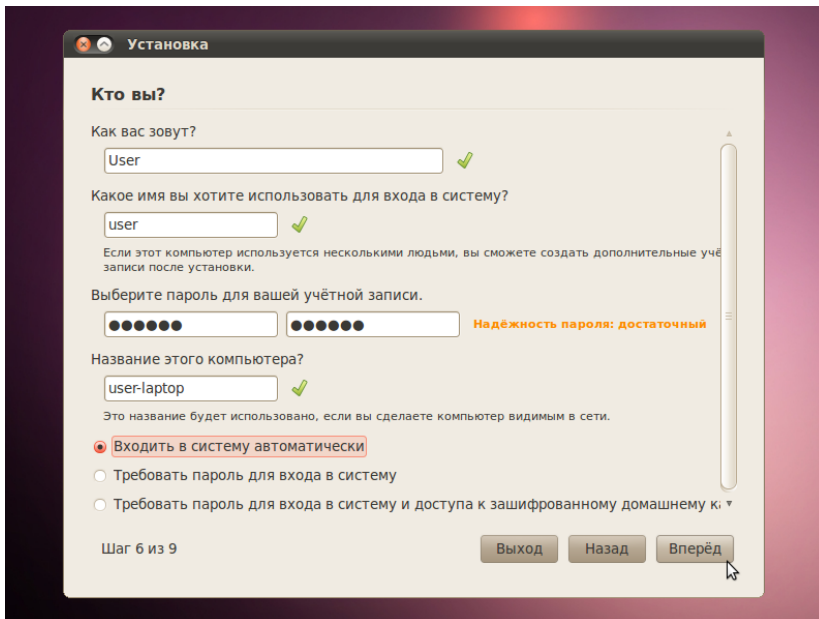 Установка
Кто вы?
Как вас зовут?
User
Какое имя вы хотите использовать для входа в систему?
user
Если этот компьютер используется несколькими людьми, вы сможете создать дополнительные учё
записи после установки.
Выберите пароль для вашей учётной записи.
●●●●●● ●●●●●● Надёжность пароля: достаточный
Название этого компьютера?
user-laptop
Это название будет использовано, если вы сделаете компьютер видимым в сети.
Входить в систему автоматически
Требовать пароль для входа в систему
Требовать пароль для входа в систему и доступа к зашифрованному домашнему ка
Шаг 6 из 9 Выход Назад Вперёд